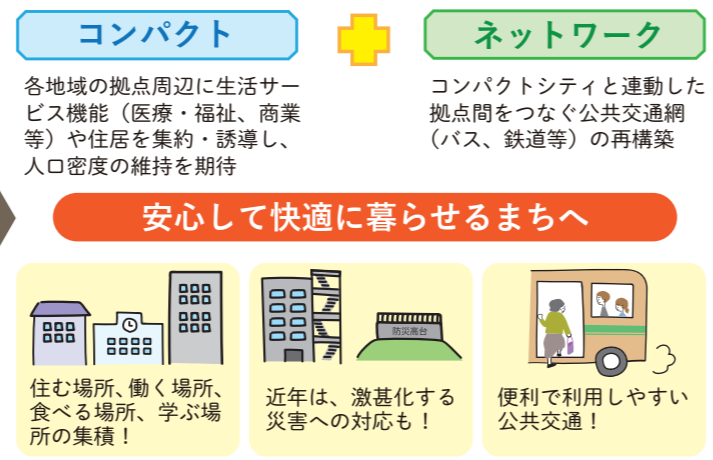 コンパクト
ネットワーク
各地域の拠点周辺に生活サー
ビス機能（医療・福祉、商業
等）や住居を集約・誘導し、
人口密度の維持を期待
コンパクトシティと連動した
拠点間をつなぐ公共交通網
（バス、鉄道等）の再構築
安心して快適に暮らせるまちへ
住む場所、働く場所、
食べる場所、学ぶ場
所の集積！
防災高台
近年は、激甚化する
災害への対応も！
便利で利用しやすい
公共交通！